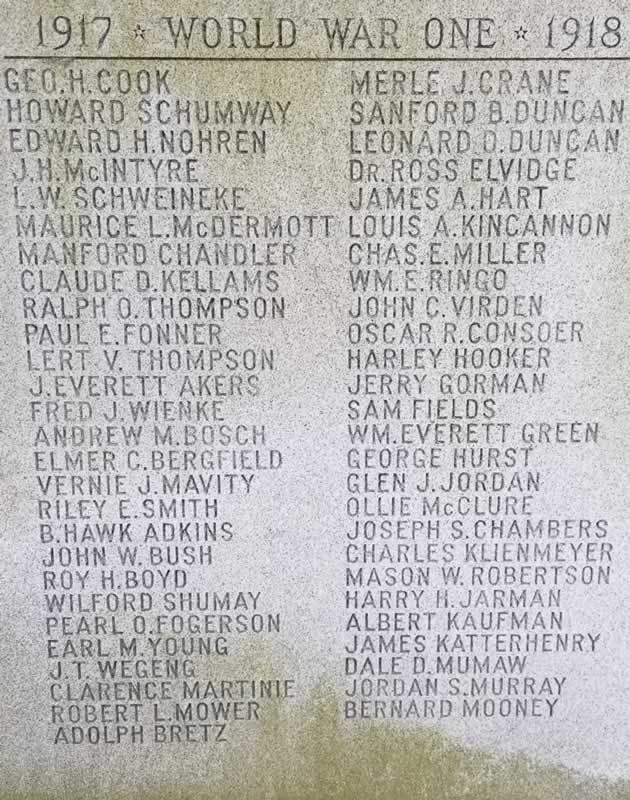 1917 ☆ WORLD WAR ONE ☆ 1918
GEO.H.COOK
HOWARD SCHUMWAY
EDWARD H.NOHREN
J.H.McINTYRE
L.W.SCHWEINEKE
MAURICE L.McDERMOTT
MANFORD CHANDLER
CLAUDE D.KELLAMS
RALPH O.THOMPSON
PAUL E.FONNER
LERT V. THOMPSON
J.EVERETT AKERS
FRED J.WIENKE
ANDREW M.BOSCH
ELMER C.BERGFIELD
VERNIE J.MAVITY
RILEY E.SMITH
B.HAWK ADKINS
JOHN W.BUSH
ROY H.BOYD
WILFORD SHUMAY
PEARL O.FOGERSON
EARL M.YOUNG
J.T. WEGENG
CLARENCE MARTINIE
ROBERT L.MOWER
ADOLPH BRETZ
MERLE J.CRANE
SANFORD B.DUNCAN
LEONARD O.DUNCAN
DR.ROSS ELVIDGE
JAMES A.HART
LOUIS A.KINCANNON
CHAS.E.MILLER
WM.E.RINGO
JOHN C.VIRDEN
OSCAR R.CONSOER
HARLEY HOOKER
JERRY GORMAN
SAM FIELDS
WM.EVERETT GREEN
GEORGE HURST
GLEN J.JORDAN
OLLIE McCLURE
JOSEPH S.CHAMBERS
CHARLES KLIENMEYER
MASON W.ROBERTSON
HARRY H.JARMAN
ALBERT KAUFMAN
JAMES KATTERHENRY
DALE D.MUMAW
JORDAN S.MURRAY
BERNARD MOONEY